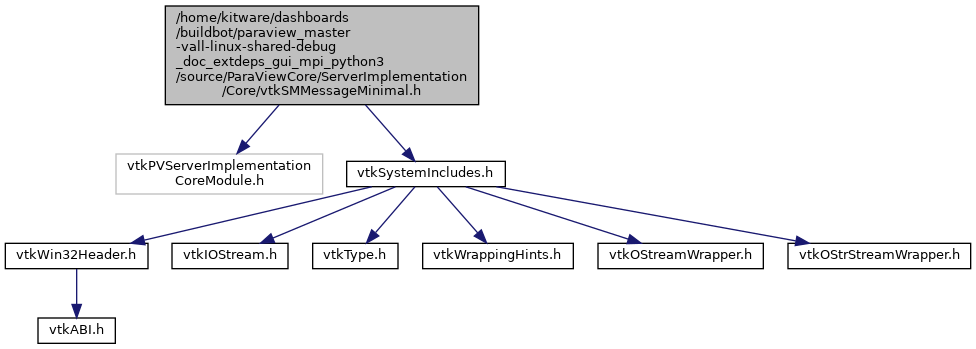 /home/kitware/dashboards
/buildbot/paraview_master
-vall-linux-shared-debug
_doc_extdeps_gui_mpi_python3
/source/ParaViewCore/ServerImplementation
/Core/vtkSMMessageMinimal.h
vtkPVServerImplementation
CoreModule.h
vtkSystemIncludes.h
vtkWin32Header.h
vtkIOStream.h
vtkType.h
vtkWrappingHints.h
vtkOStreamWrapper.h
vtkOStrStreamWrapper.h
vtkABI.h